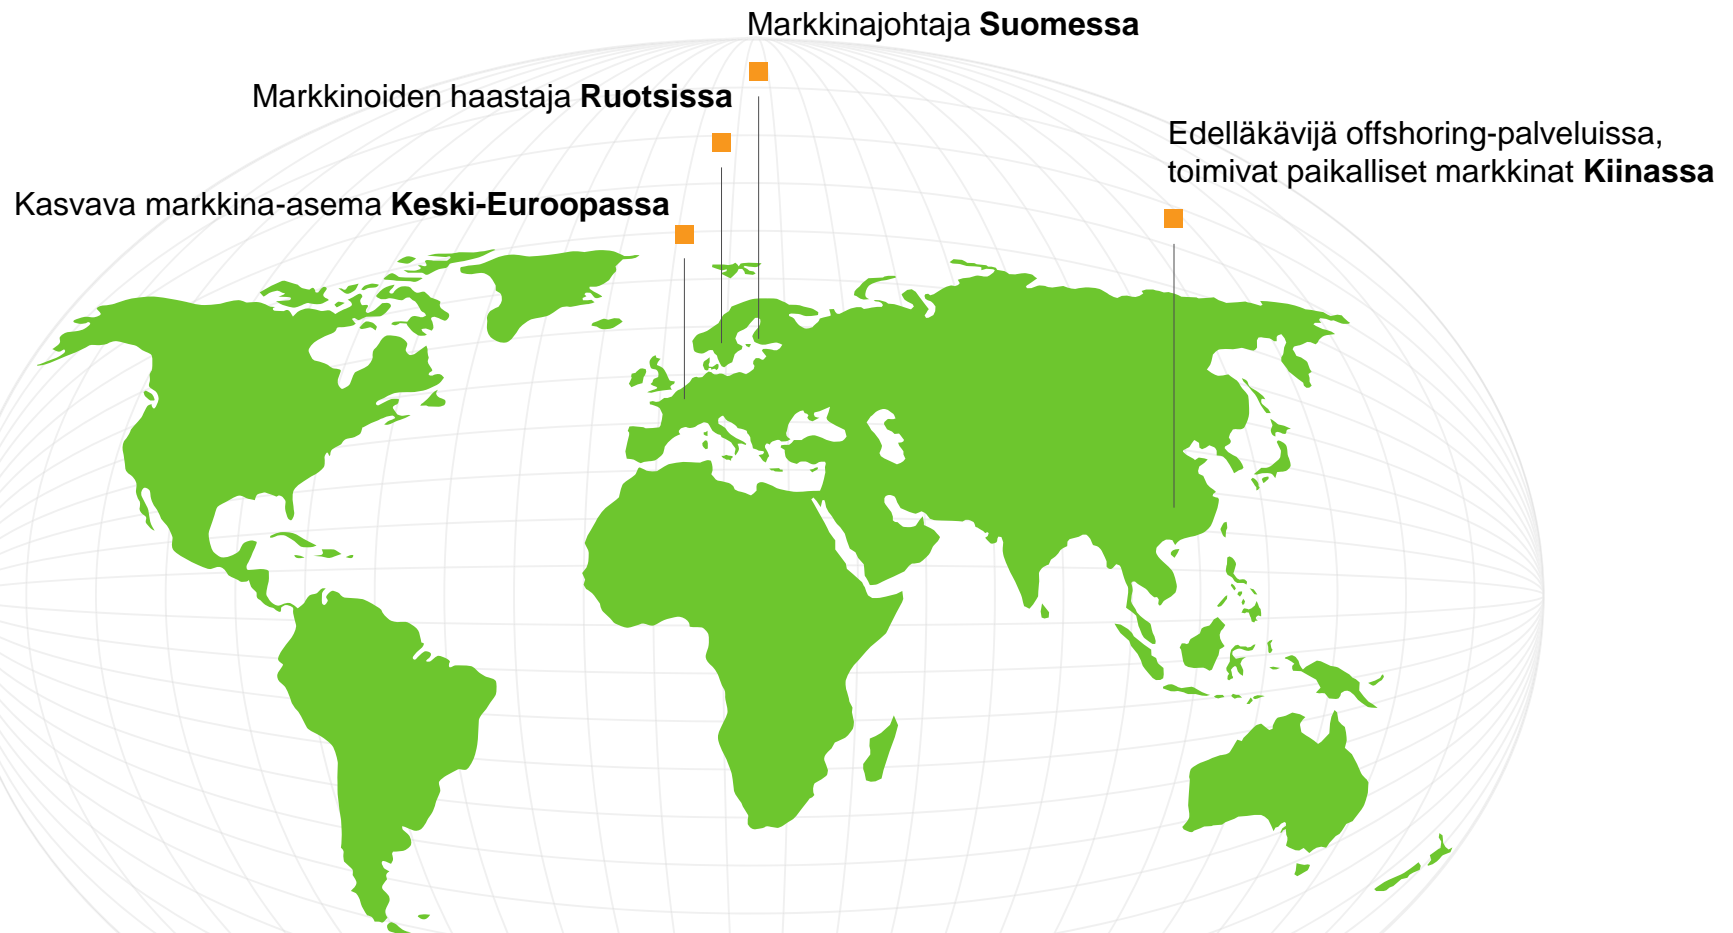 Markkinajohtaja Suomessa
Markkinoiden haastaja Ruotsissa
Edelläkävijä offshoring-palveluissa,
toimivat paikalliset markkinat Kiinassa
Kasvava markkina-asema Keski-Euroopassa